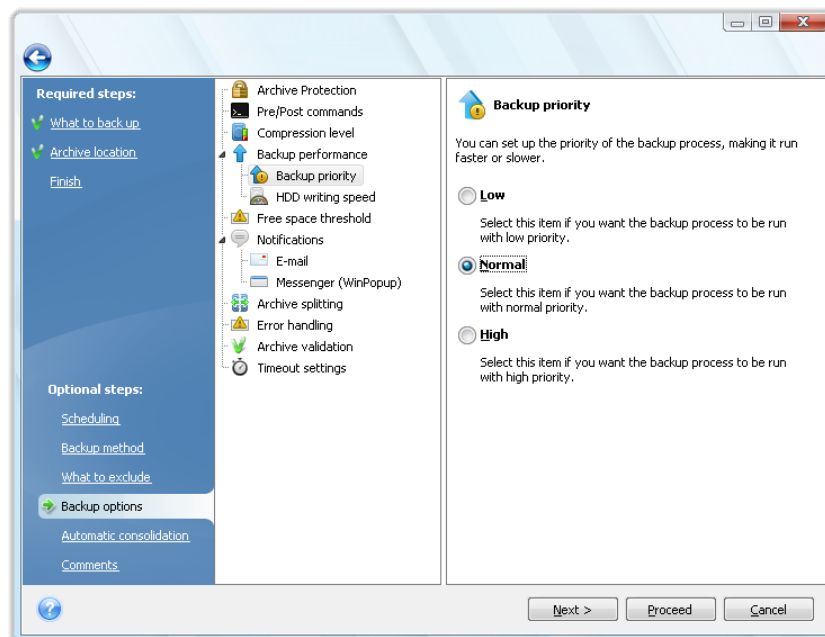 Required steps:
What to back up
Archive location
Finish
Optional steps:
Scheduling
Backup method
What to exclude
Backup options
Automatic consolidation
Comments
Archive Protection
Pre/Post commands
Compression level
Backup performance
Backup priority
HDD writing speed
Free space threshold
Notifications
E-mail
Messenger (WinPopup)
Archive splitting
Error handling
Archive validation
Timeout settings
Backup priority
You can set up the priority of the backup process, making it run
faster or slower.
Low
Select this item if you want the backup process to be run
with low priority.
Normal
Select this item if you want the backup process to be run
with normal priority.
High
Select this item if you want the backup process to be run
with high priority.
Next >
Proceed
Cancel